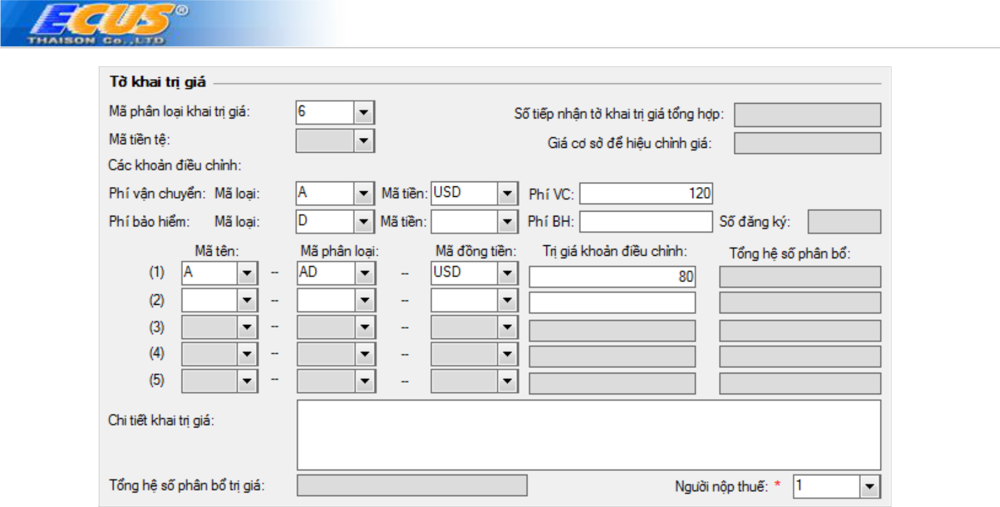 ECUS®
THAISON Co.,LTD
Tờ khai trị giá
Mã phân loại khai trị giá: 6 Số tiếp nhận tờ khai trị giá tổng hợp:
Mã tiền tệ: Giá cơ sở để hiệu chỉnh giá:
Các khoản điều chỉnh:
Phí vận chuyển: Mã loại: A Mã tiền: USD Phí VC: 120
Phí bảo hiểm: Mã loại: D Mã tiền: Phí BH: Số đăng ký:
Mã tên: Mã phân loại: Mã đồng tiền: Trị giá khoản điều chỉnh: Tổng hệ số phân bổ:
(1) A -- AD -- USD 80
(2) -- --
(3) -- --
(4) -- --
(5) -- --
Chi tiết khai trị giá:
Tổng hệ số phân bổ trị giá: Người nộp thuế: * 1